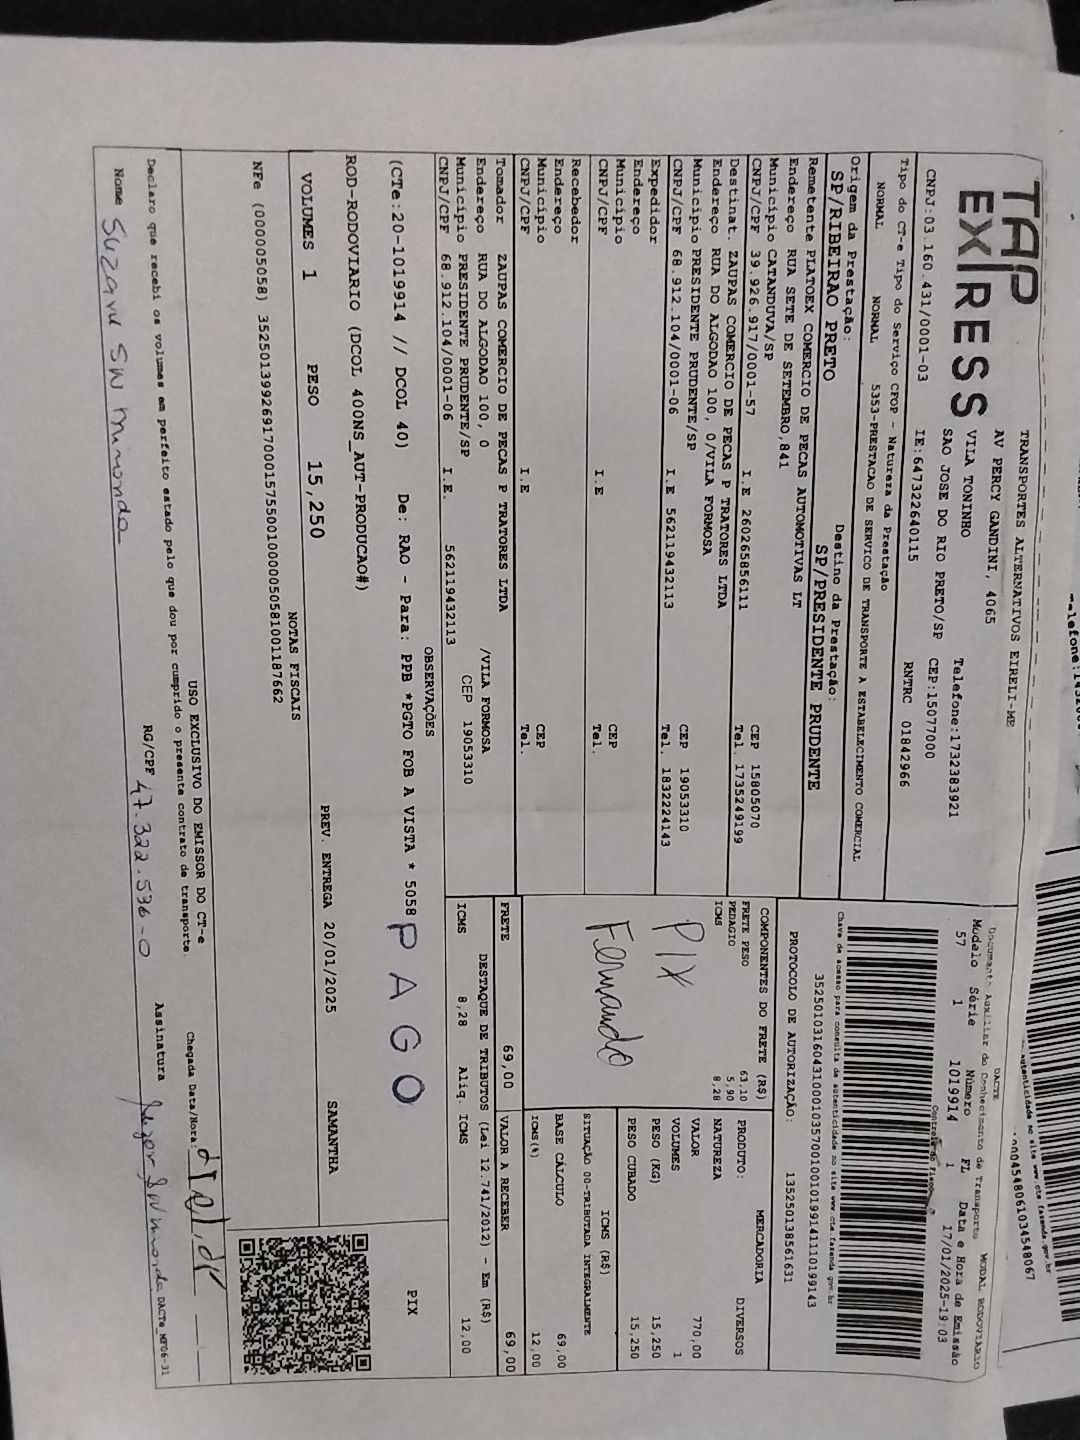 TAP
EXPRESS
TRANSPORTES ALTERNATIVOS EIRELI-ME
AV PERCY GANDINI, 4065
VILA TONINHO Telefone:1732383921
SAO JOSE DO RIO PRETO/SP CEP:15077000
CNPJ:03.160.431/0001-03 IE:647322640115 RNTRC 01842966
Tipo do CT-e Tipo do Serviço CFOP - Natureza da Prestação
NORMAL NORMAL 5353-PRESTACAO DE SERVICO DE TRANSPORTE A ESTABELECIMENTO COMERCIAL
Origem da Prestação: Destino da Prestação:
SP/RIBEIRAO PRETO SP/PRESIDENTE PRUDENTE
Remetente PLATOEX COMERCIO DE PECAS AUTOMOTIVAS LT
Endereço RUA SETE DE SETEMBRO,841
Município CATANDUVA/SP CEP 15805070
CNPJ/CPF 39.926.917/0001-57 I.E 260265856111 Tel. 1735249199
Destinat. ZAUPAS COMERCIO DE PECAS P TRATORES LTDA
Endereço RUA DO ALGODAO 100, 0/VILA FORMOSA
Município PRESIDENTE PRUDENTE/SP CEP 19053310
CNPJ/CPF 68.912.104/0001-06 I.E 562119432113 Tel. 1832224143
Expedidor
Endereço
Município CEP
CNPJ/CPF I.E Tel.
Recebedor
Endereço
Município CEP
CNPJ/CPF I.E Tel.
Tomador ZAUPAS COMERCIO DE PECAS P TRATORES LTDA
Endereço RUA DO ALGODAO 100, 0 /VILA FORMOSA
Município PRESIDENTE PRUDENTE/SP CEP 19053310
CNPJ/CPF 68.912.104/0001-06 I.E. 562119432113
DACTE MODAL RODOVIARIO
Documento Auxiliar do Conhecimento de Transporte
Modelo Série Número FL Data e Hora de Emissão
57 1 1019914 1 17/01/2025-19:03
Controle do Fisco
Chave de acesso para consulta de autenticidade no site www.cte.fazenda.gov.br
35250103160431000103570010010199141110199143
PROTOCOLO DE AUTORIZAÇÃO: 135250138561631
COMPONENTES DO FRETE (R$)
FRETE PESO 63,10
PEDAGIO 5,90
ICMS 8,28
PIX
Fernando
MERCADORIA
PRODUTO: DIVERSOS
NATUREZA
VALOR 770,00
VOLUMES 1
PESO (KG) 15,250
PESO CUBADO 15,250
ICMS (R$)
SITUAÇÃO 00-TRIBUTADA INTEGRALMENTE
BASE CÁLCULO 69,00
ICMS(%) 12,00
FRETE 69,00 VALOR A RECEBER 69,00
DESTAQUE DE TRIBUTOS (Lei 12.741/2012) - Em (R$)
ICMS 8,28 Aliq. ICMS 12,00
OBSERVAÇÕES
(CTe:20-1019914 // DCOL 40) De: RAO - Para: PPB *PGTO FOB A VISTA * 5058
PAGO
PIX
ROD-RODOVIARIO (DCOL 400NS_AUT-PRODUCAO#)
VOLUMES 1 PESO 15,250 PREV. ENTREGA 20/01/2025 SAMANTHA
NOTAS FISCAIS
NFe (000005058) 35250139926917000157550010000050581001187662
USO EXCLUSIVO DO EMISSOR DO CT-e
Declaro que recebi os volumes em perfeito estado pelo que dou por cumprido o presente contrato de transporte. Chegada Data/Hora:
Nome RG/CPF 47.322.536-0 Assinatura
DACTe_MF06-31
autenticidade no site www.cte.fazenda.gov.br